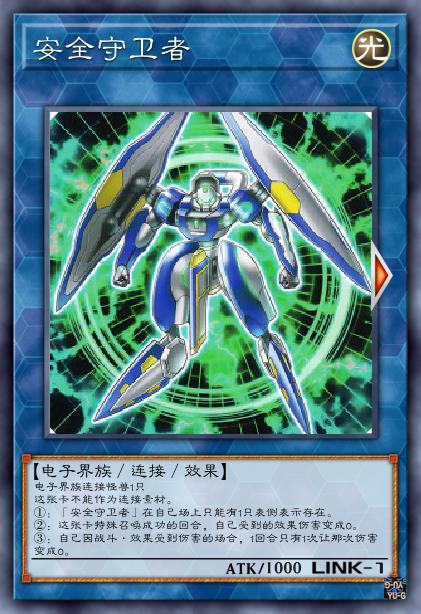 安全守卫者
光
【电子界族/连接/效果】
电子界族连接怪兽1只
这张卡不能作为连接素材。
①:「安全守卫者」在自己场上只能有1只表侧表示存在。
②:这张卡特殊召唤成功的回合,自己受到的效果伤害变成0。
③:自己因战斗·效果受到伤害的场合,1回合只有1次让那次伤害
变成0。
ATK/1000 LINK-1